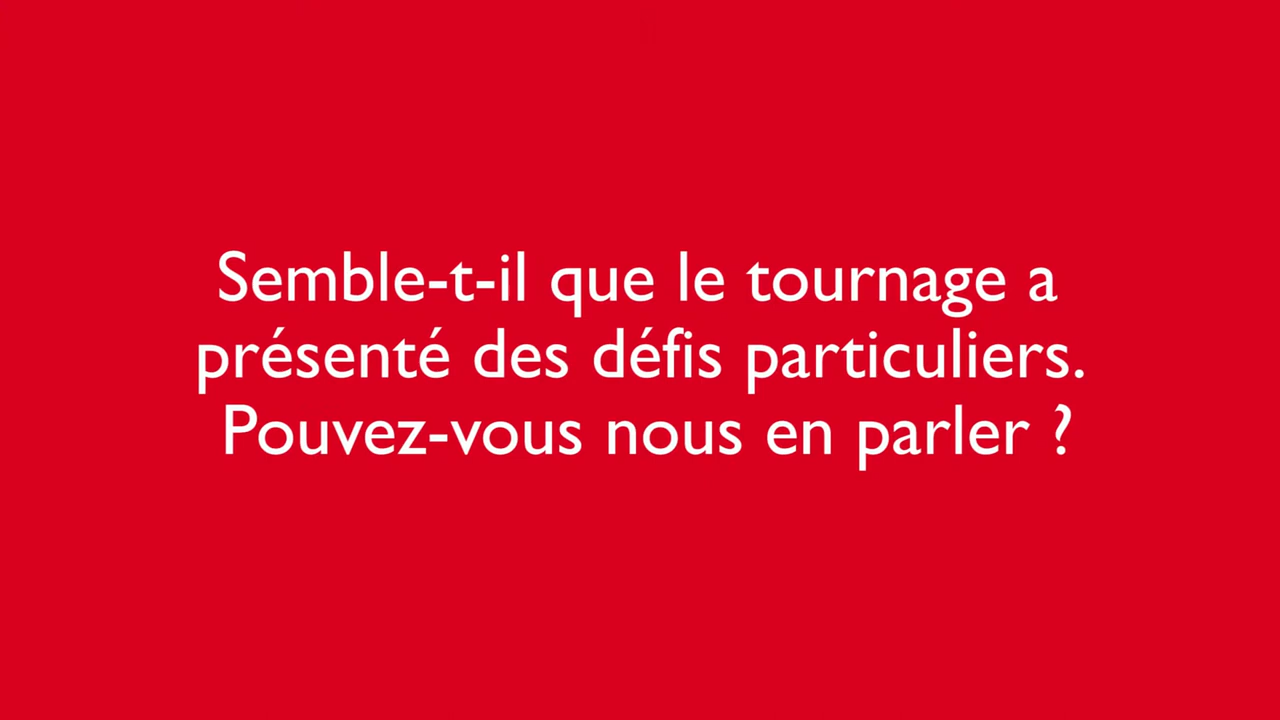 Semble-t-il que le tournage a
présenté des défis particuliers.
Pouvez-vous nous en parler ?